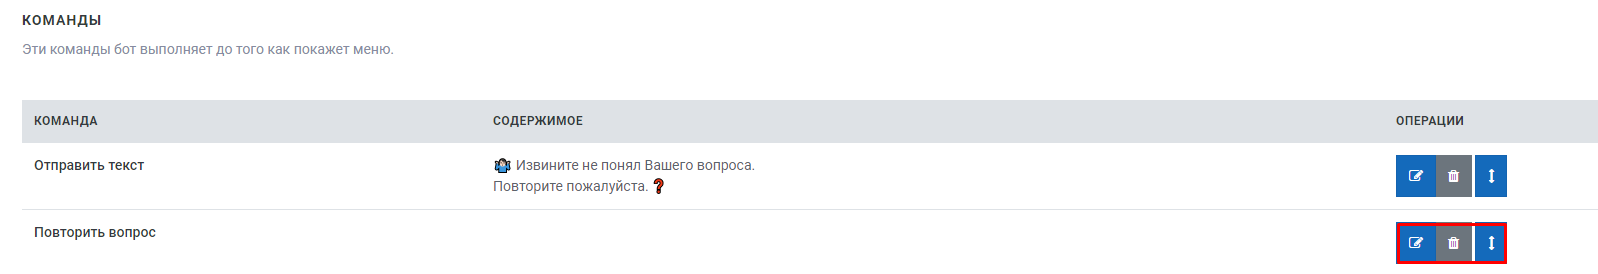 КОМАНДЫ
Эти команды бот выполняет до того как покажет меню.
КОМАНДА СОДЕРЖИМОЕ ОПЕРАЦИИ
Отправить текст 🤷🏻‍♂️ Извините не понял Вашего вопроса.
Повторите пожалуйста. ❓
Повторить вопрос